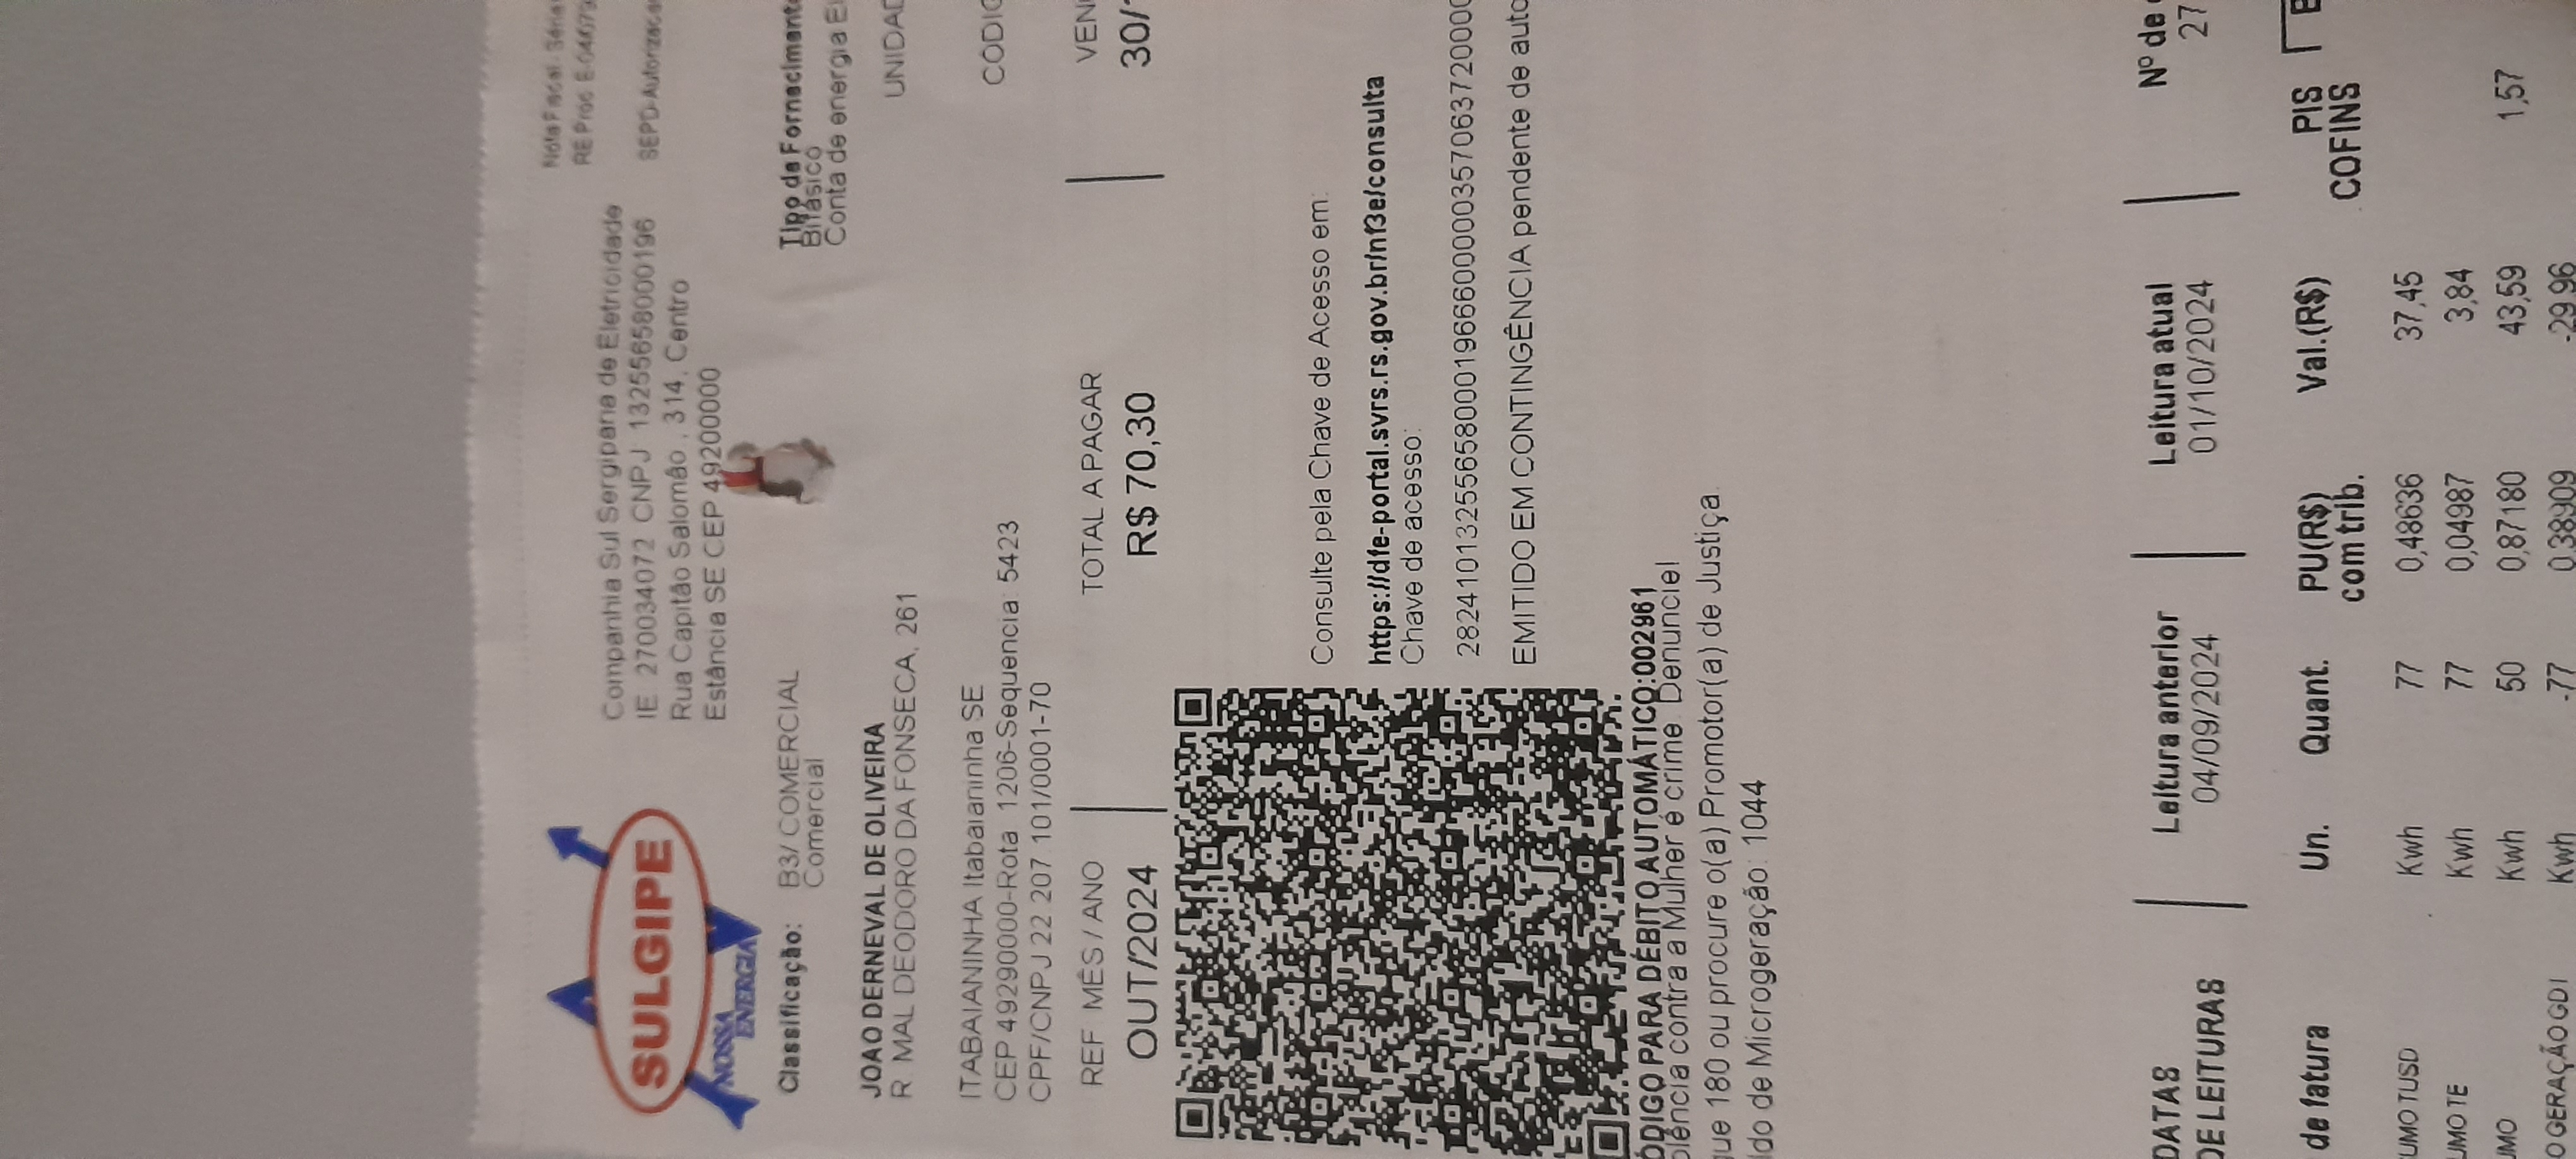 Nota Fiscal - Série
RE Proc. E-04/079
SULGIPE
NOSSA
ENERGIA
Companhia Sul Sergipana de Eletricidade
IE 270034072 CNPJ 13255658000196
SEPD-Autorizaca
Rua Capitão Salomão , 314, Centro
Estância SE CEP 49200000
Classificação: B3/ COMERCIAL
Comercial
Tipo de Fornecimento
Bifásico
Conta de energia El
JOAO DERNEVAL DE OLIVEIRA
R. MAL DEODORO DA FONSECA, 261
UNIDAD
ITABAIANINHA Itabaianinha SE
CEP 49290000-Rota 1206-Sequencia: 5423
CÓDIG
CPF/CNPJ 22 207 101/0001-70
REF MÊS / ANO
TOTAL A PAGAR
VEN
OUT/2024
R$ 70,30
30/1
Consulte pela Chave de Acesso em:
https://dfe-portal.svrs.rs.gov.br/nf3e/consulta
Chave de acesso:
EMITIDO EM CONTINGÊNCIA pendente de auto
ÓDIGO PARA DÉBITO AUTOMÁTICO:002961
olência contra a Mulher é crime. Denuncie!
gue 180 ou procure o(a) Promotor(a) de Justiça.
ldo de Microgeração: 1044
DATAS
DE LEITURAS
Leitura anterior
04/09/2024
Leitura atual
01/10/2024
Nº de
27
de fatura Un. Quant. PU(R$) com trib. Val.(R$) PIS COFINS
UMO TUSD Kwh 77 0,48636 37,45
UMO TE Kwh 77 0,04987 3,84
UMO Kwh 50 0,87180 43,59 1,57
O GERAÇÃO GD I Kwh -77 0,38909 -29,96